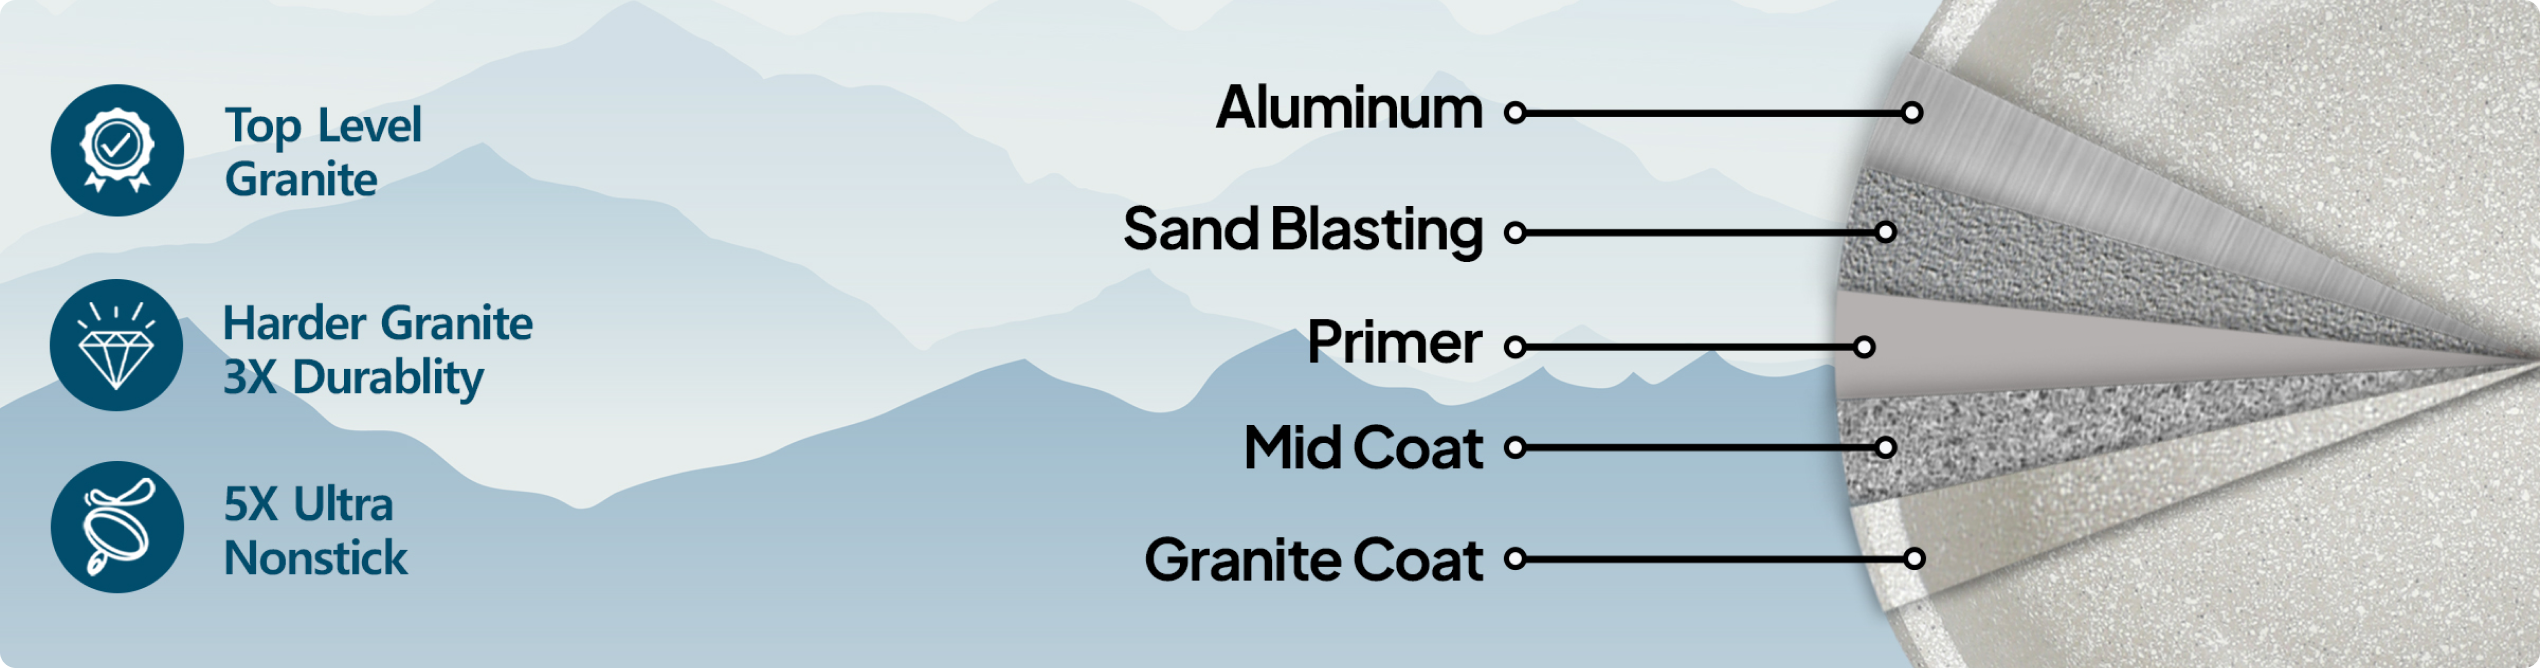 Top Level
Granite
Harder Granite
3X Durablity
5X Ultra
Nonstick
Aluminum
Sand Blasting
Primer
Mid Coat
Granite Coat